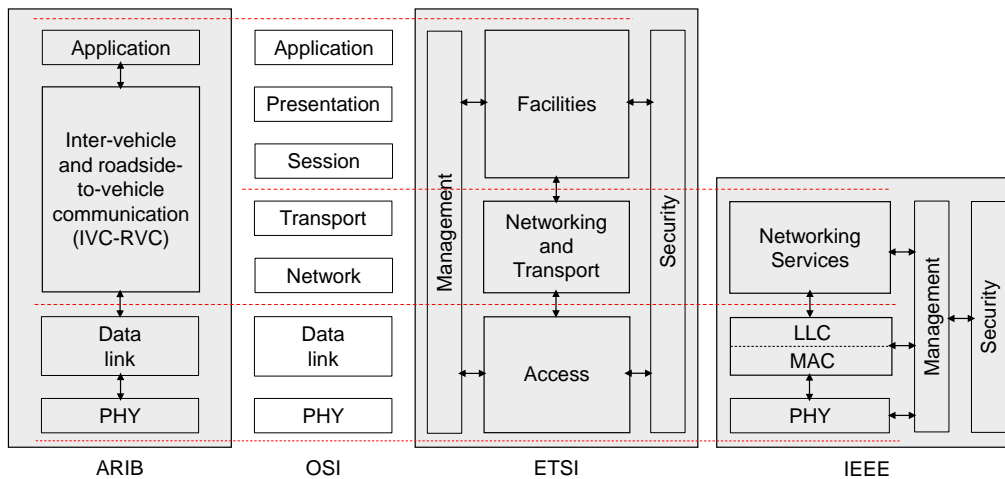 Application
Inter-vehicle
and roadside-
to-vehicle
communication
(IVC-RVC)
Data
link
PHY
ARIB
Application
Presentation
Session
Transport
Network
Data
link
PHY
OSI
Management
Facilities
Networking
and
Transport
Access
Security
ETSI
Networking
Services
LLC
MAC
PHY
Management
Security
IEEE